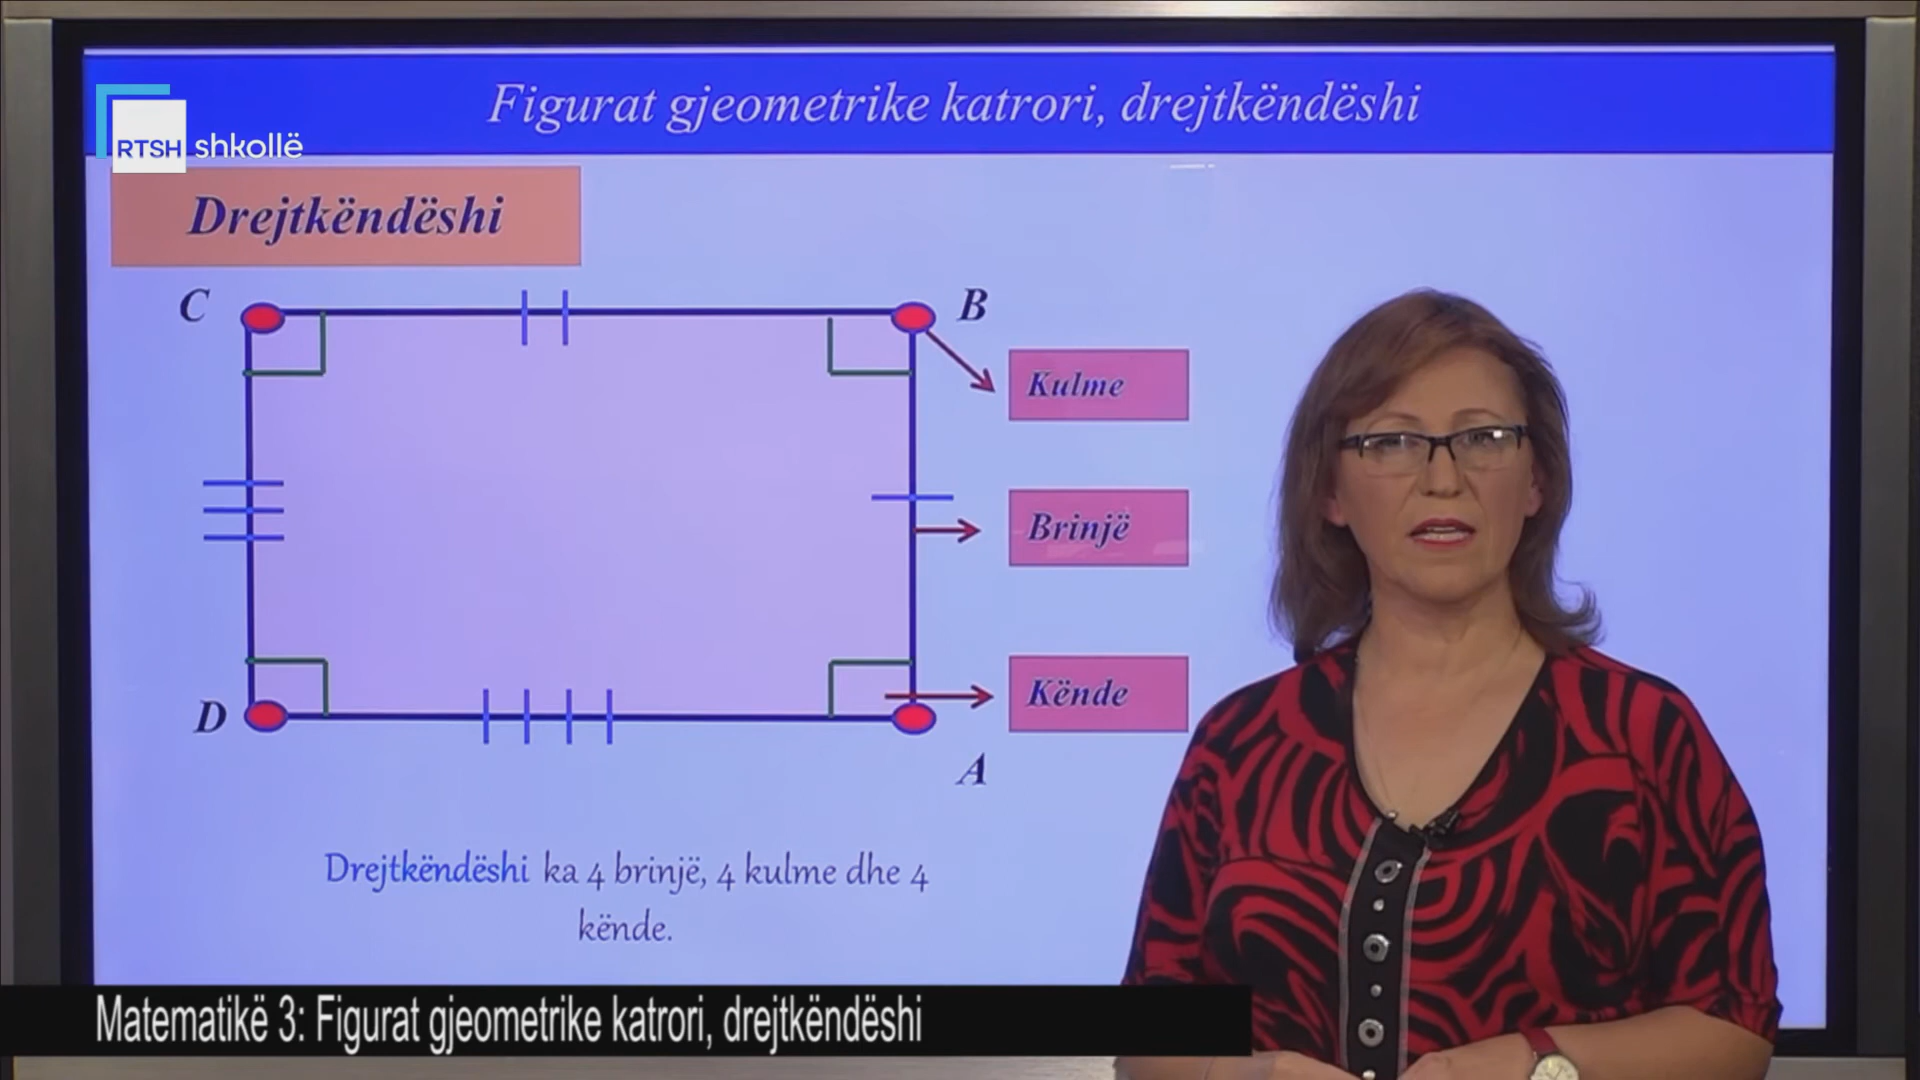 Figurat gjeometrike katrori, drejtkëndëshi
RTSH shkollë
Drejtkëndëshi
C
B
Kulme
Brinjë
Kënde
D
A
Drejtkëndëshi ka 4 brinjë, 4 kulme dhe 4
kënde.
Matematikë 3: Figurat gjeometrike katrori, drejtkëndëshi